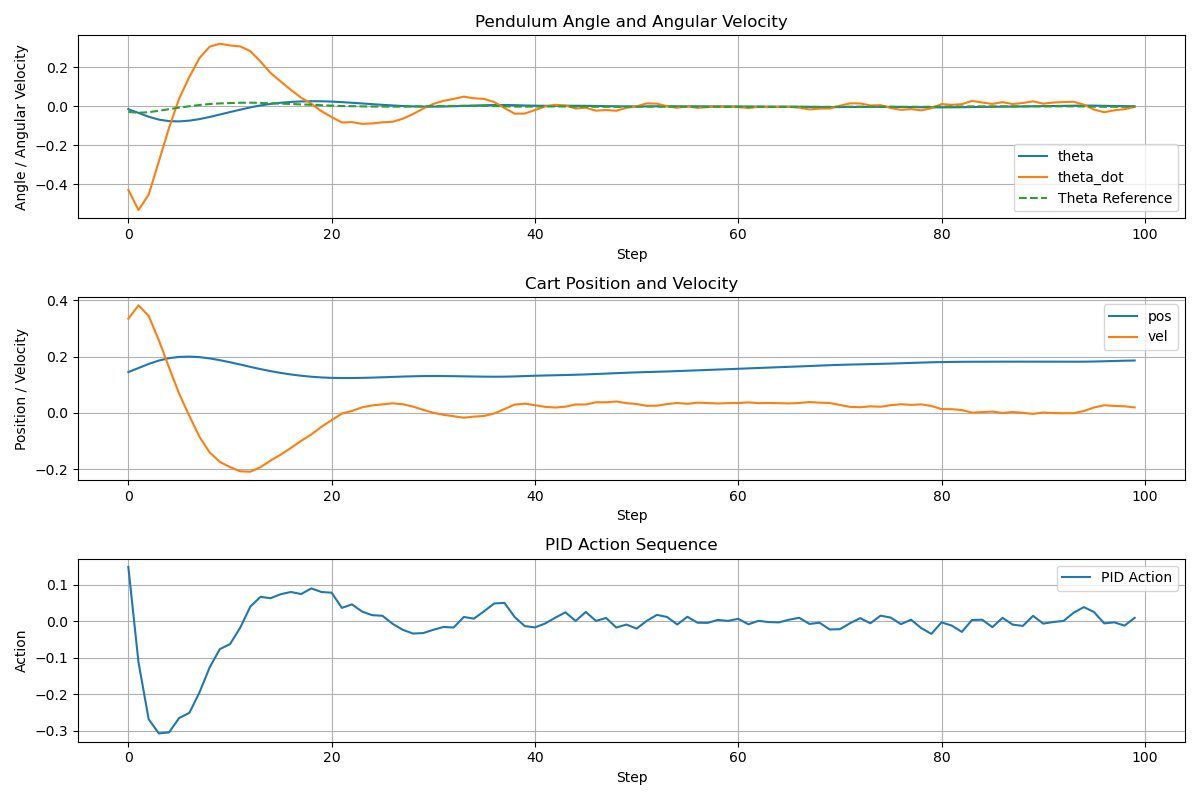 Pendulum Angle and Angular Velocity
Angle / Angular Velocity
0.2
0.0
−0.2
−0.4
theta
theta_dot
Theta Reference
0 20 40 60 80 100
Step
Cart Position and Velocity
Position / Velocity
0.4
0.2
0.0
−0.2
pos
vel
0 20 40 60 80 100
Step
PID Action Sequence
Action
0.1
0.0
−0.1
−0.2
−0.3
PID Action
0 20 40 60 80 100
Step